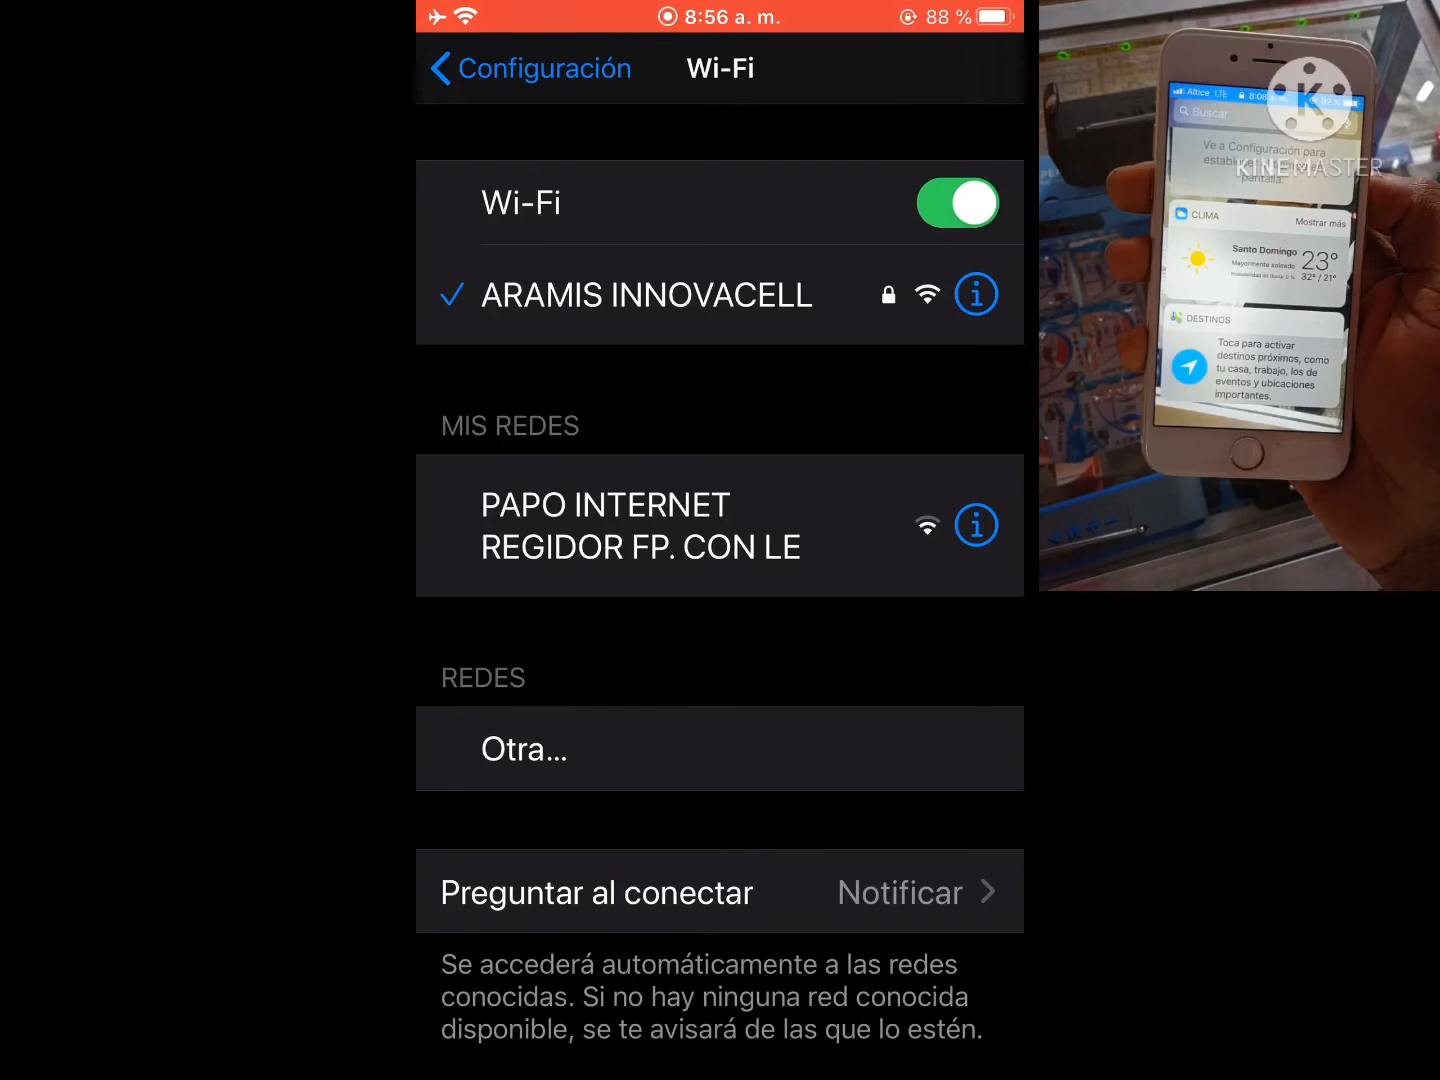 8:56 a. m.
88 %
Configuración
Wi-Fi
Wi-Fi
ARAMIS INNOVACELL
MIS REDES
PAPO INTERNET
REGIDOR FP. CON LE
REDES
Otra...
Preguntar al conectar
Notificar
Se accederá automáticamente a las redes
conocidas. Si no hay ninguna red conocida
disponible, se te avisará de las que lo estén.
Altice LTE
Buscar
K
KINEMASTER
Ve a Configuración para
pantalla.
CLIMA
Mostrar más
Santo Domingo
23°
Mayormente soleado
32° / 21°
DESTINOS
Toca para activar
destinos próximos, como
tu casa, trabajo, los de
eventos y ubicaciones
importantes.